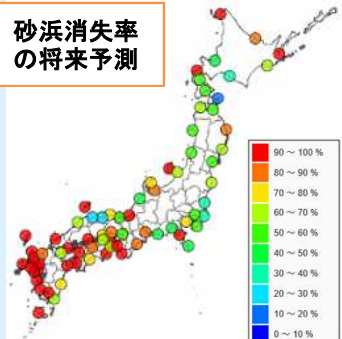 砂浜消失率
の将来予測
90 ～ 100 %
80 ～ 90 %
70 ～ 80 %
60 ～ 70 %
50 ～ 60 %
40 ～ 50 %
30 ～ 40 %
20 ～ 30 %
10 ～ 20 %
0 ～ 10 %